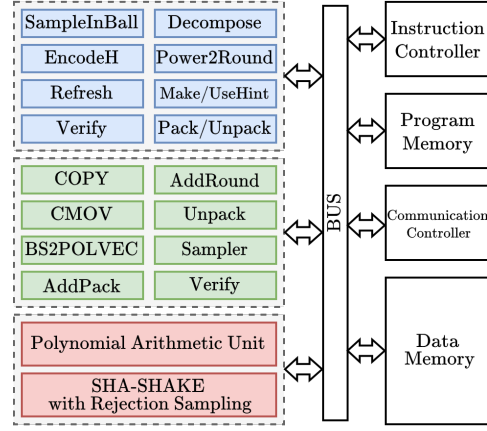 SampleInBall
Decompose
EncodeH
Power2Round
Refresh
Make/UseHint
Verify
Pack/Unpack
COPY
AddRound
CMOV
Unpack
BS2POLVEC
Sampler
AddPack
Verify
Polynomial Arithmetic Unit
SHA-SHAKE
with Rejection Sampling
BUS
Instruction
Controller
Program
Memory
Communication
Controller
Data
Memory